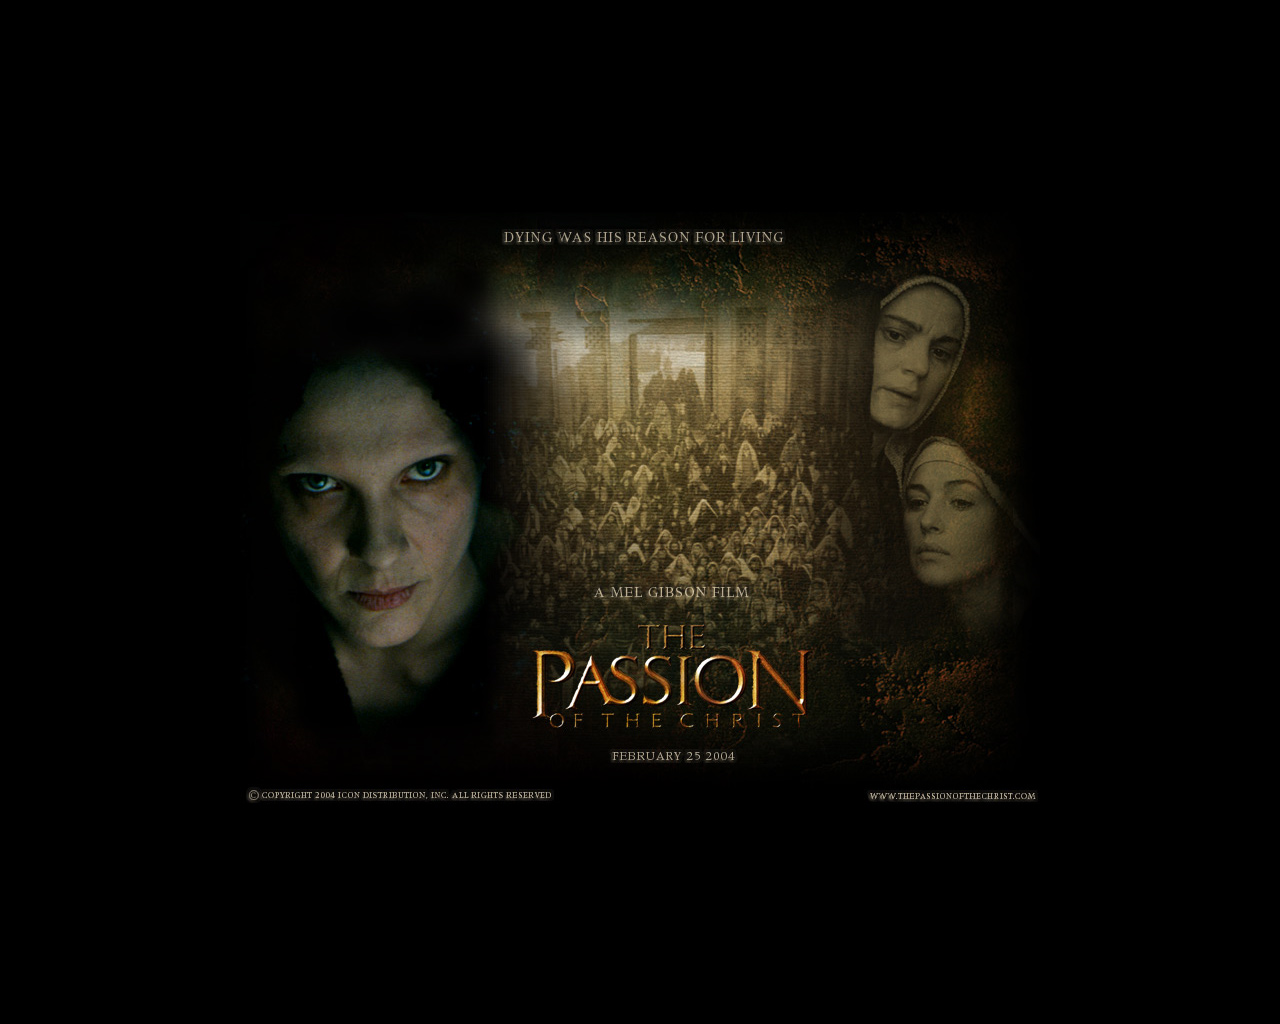 DYING WAS HIS REASON FOR LIVING
A MEL GIBSON FILM
THE
PASSION
OF THE CHRIST
FEBRUARY 25 2004
© COPYRIGHT 2004 ICON DISTRIBUTION, INC. ALL RIGHTS RESERVED
WWW.THEPASSIONOFTHECHRIST.COM